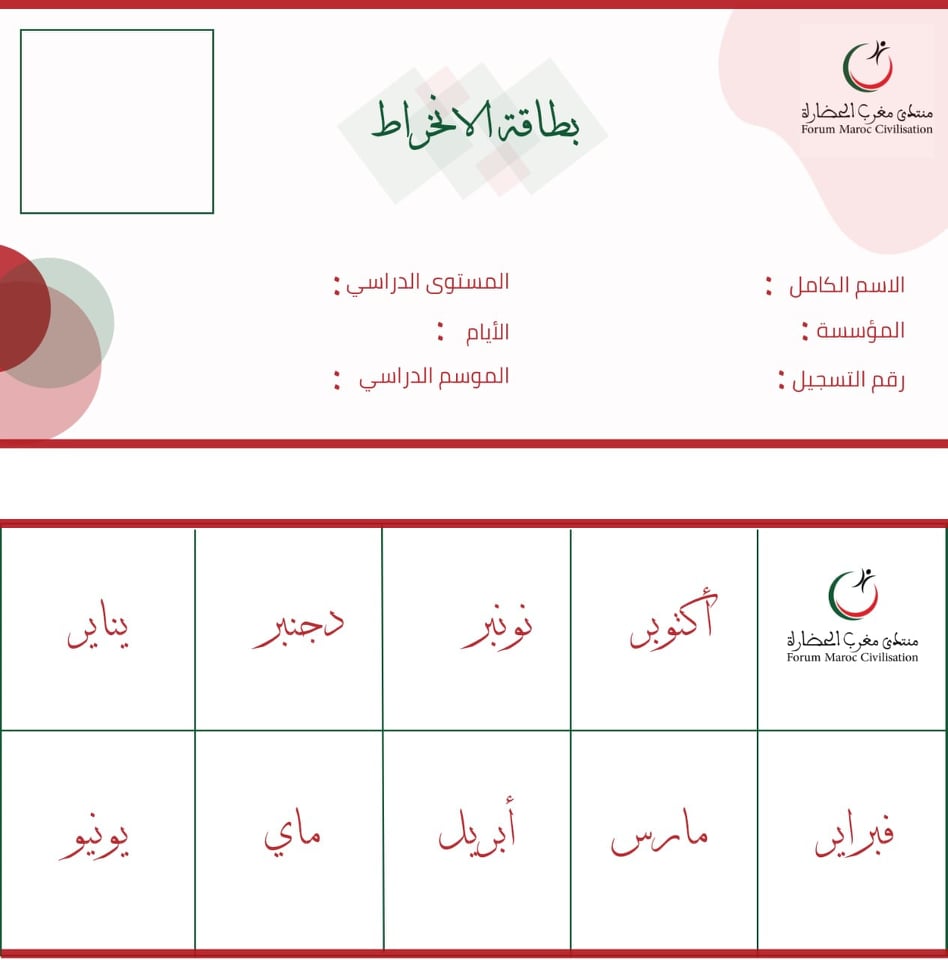 منتدى مغرب الحضارة
Forum Maroc Civilisation
بطاقة الانخراط
الاسم الكامل :
المستوى الدراسي :
المؤسسة :
الأيام :
رقم التسجيل :
الموسم الدراسي :
منتدى مغرب الحضارة
Forum Maroc Civilisation
أكتوبر
نونبر
دجنبر
يناير
فبراير
مارس
أبريل
ماي
يونيو